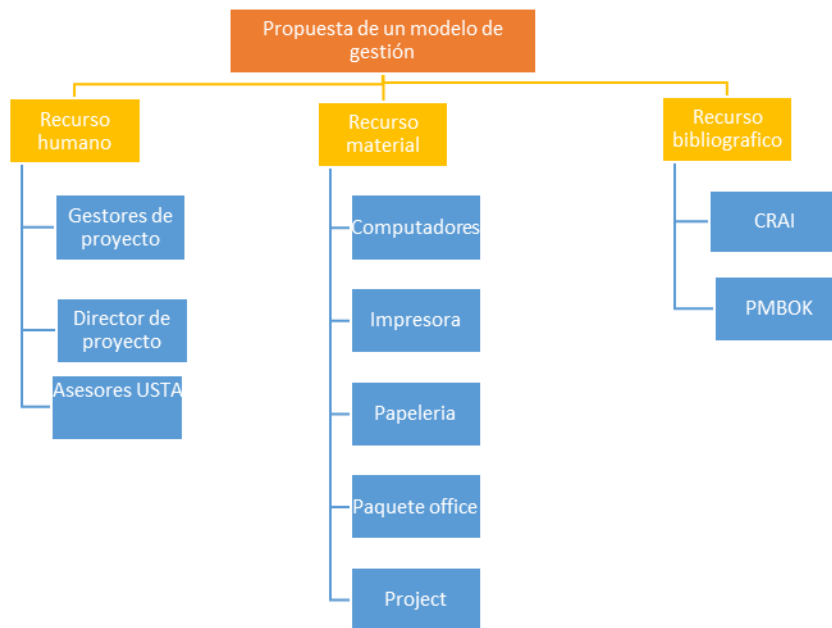 Propuesta de un modelo de
gestión
Recurso
humano
Gestores de
proyecto
Director de
proyecto
Asesores USTA
Recurso
material
Computadores
Impresora
Papeleria
Paquete office
Project
Recurso
bibliografico
CRAI
PMBOK